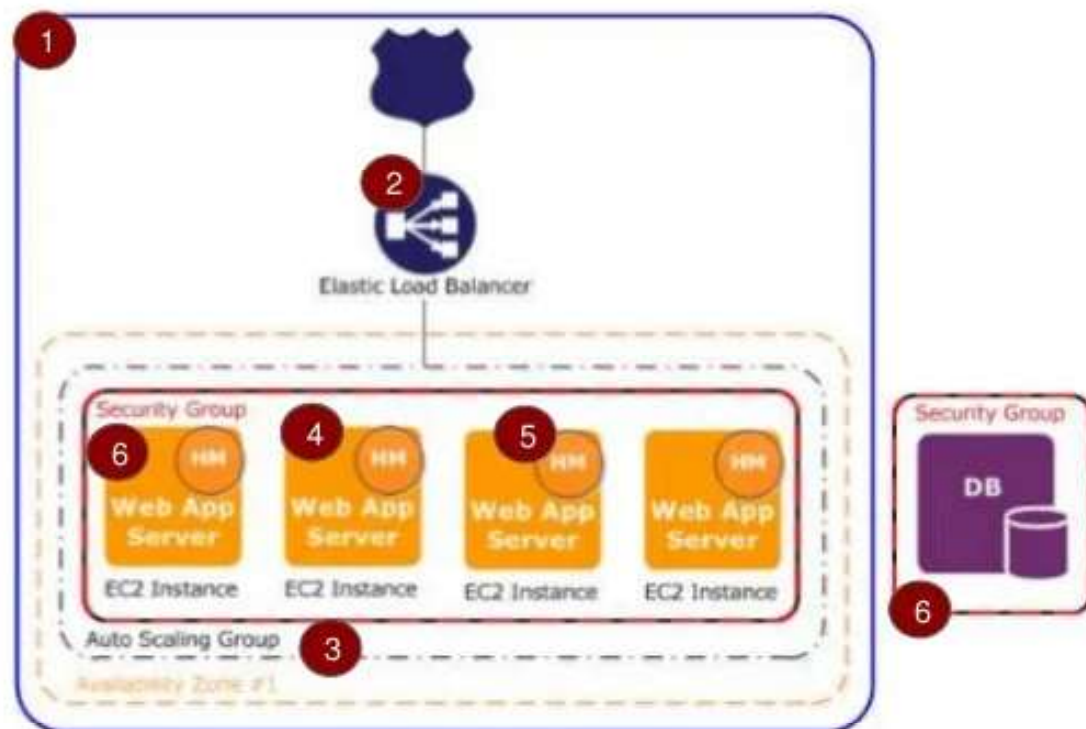 1
2
Elastic Load Balancer
Security Group
Security Group
6
4
5
HM
HM
HM
HM
DB
Web App
Server
Web App
Server
Web App
Server
Web App
Server
EC2 Instance
EC2 Instance
EC2 Instance
EC2 Instance
6
Auto Scaling Group
3
Availability Zone #1